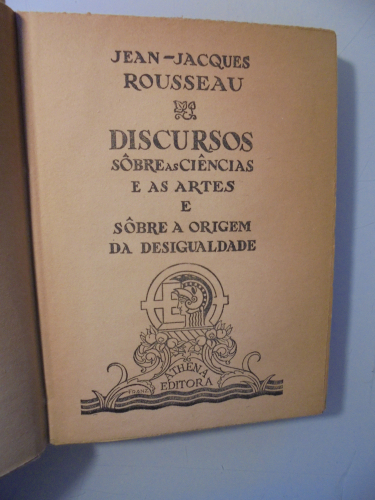 JEAN-JACQUES
ROUSSEAU
DISCURSOS
SÔBRE AS CIÊNCIAS
E AS ARTES
E
SÔBRE A ORIGEM
DA DESIGUALDADE
ATHENA
EDITORA